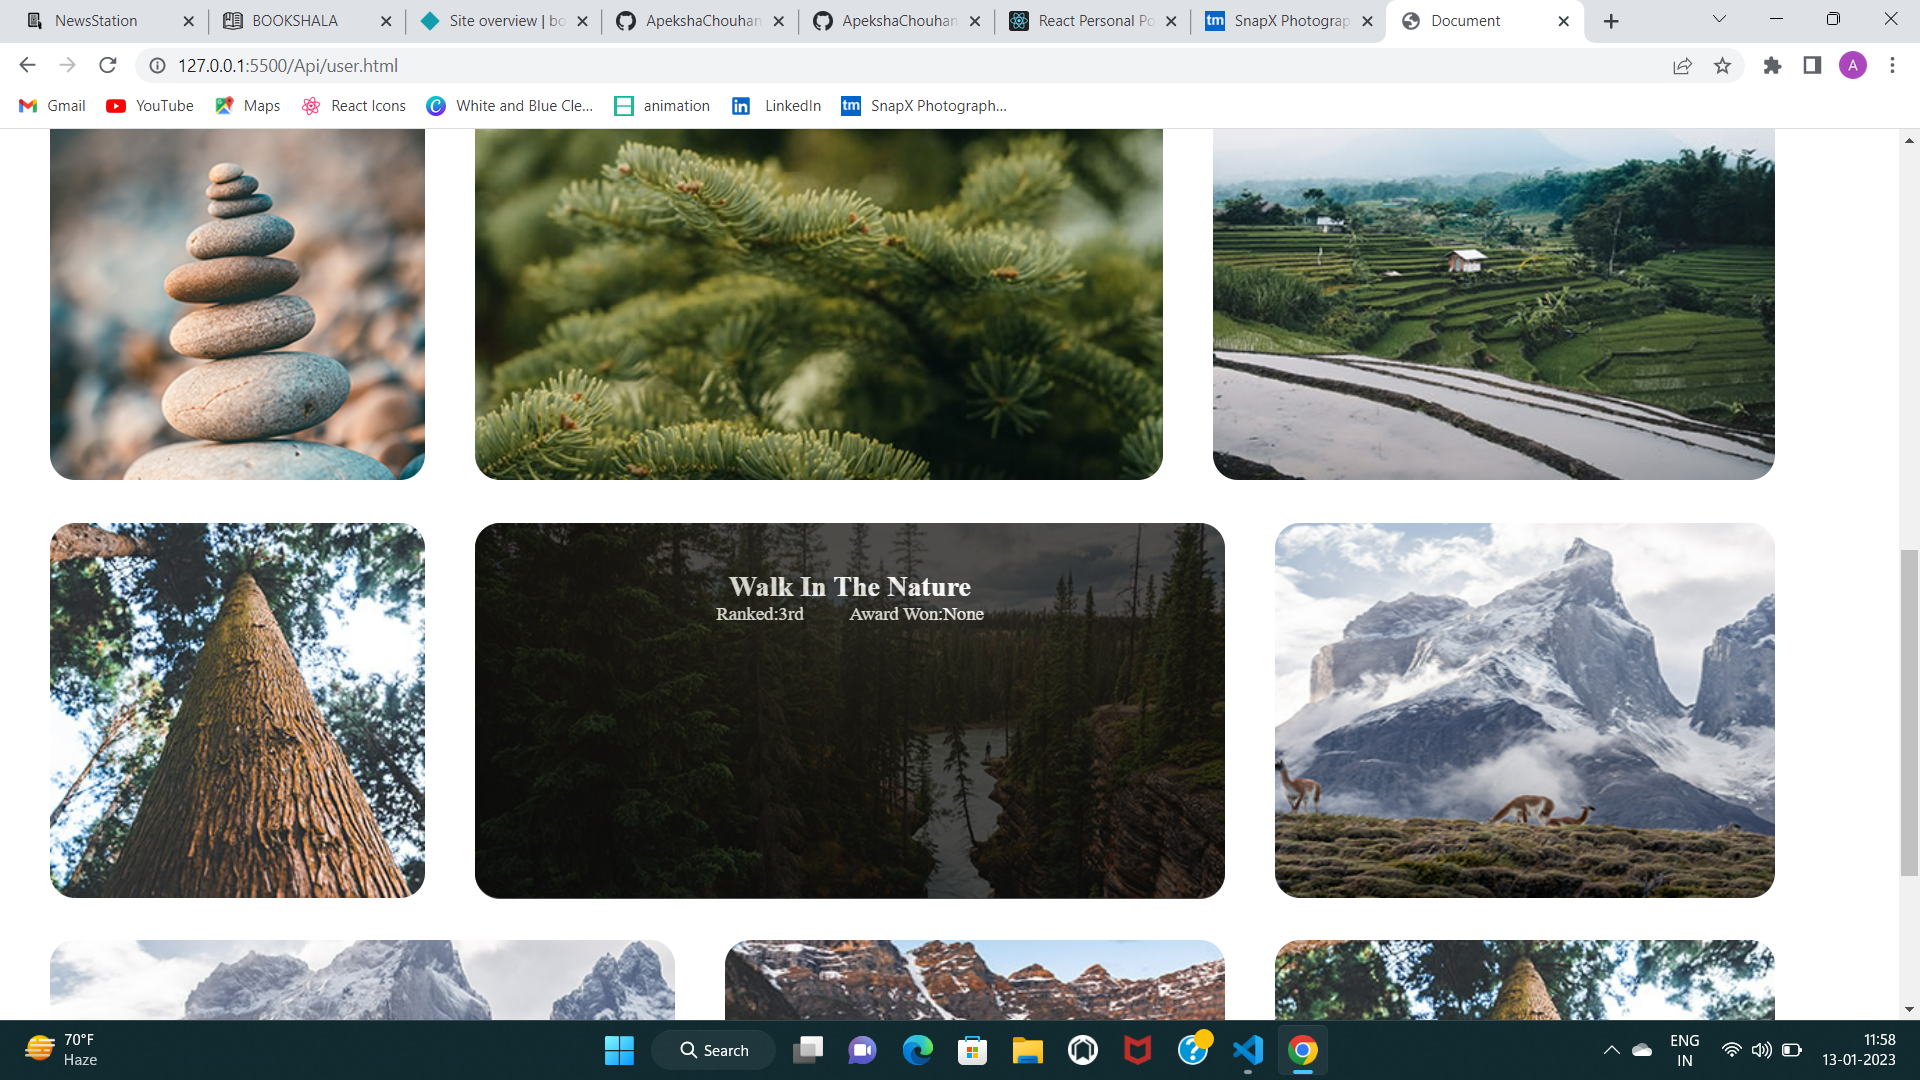 NewsStation
BOOKSHALA
Site overview | bo
ApekshaChouhan
ApekshaChouhan
React Personal Po
SnapX Photograp
Document
127.0.0.1:5500/Api/user.html
A
Gmail
YouTube
Maps
React Icons
White and Blue Cle...
animation
LinkedIn
SnapX Photograph...
Walk In The Nature
Ranked:3rd Award Won:None
70°F
Haze
Search
ENG
IN
11:58
13-01-2023